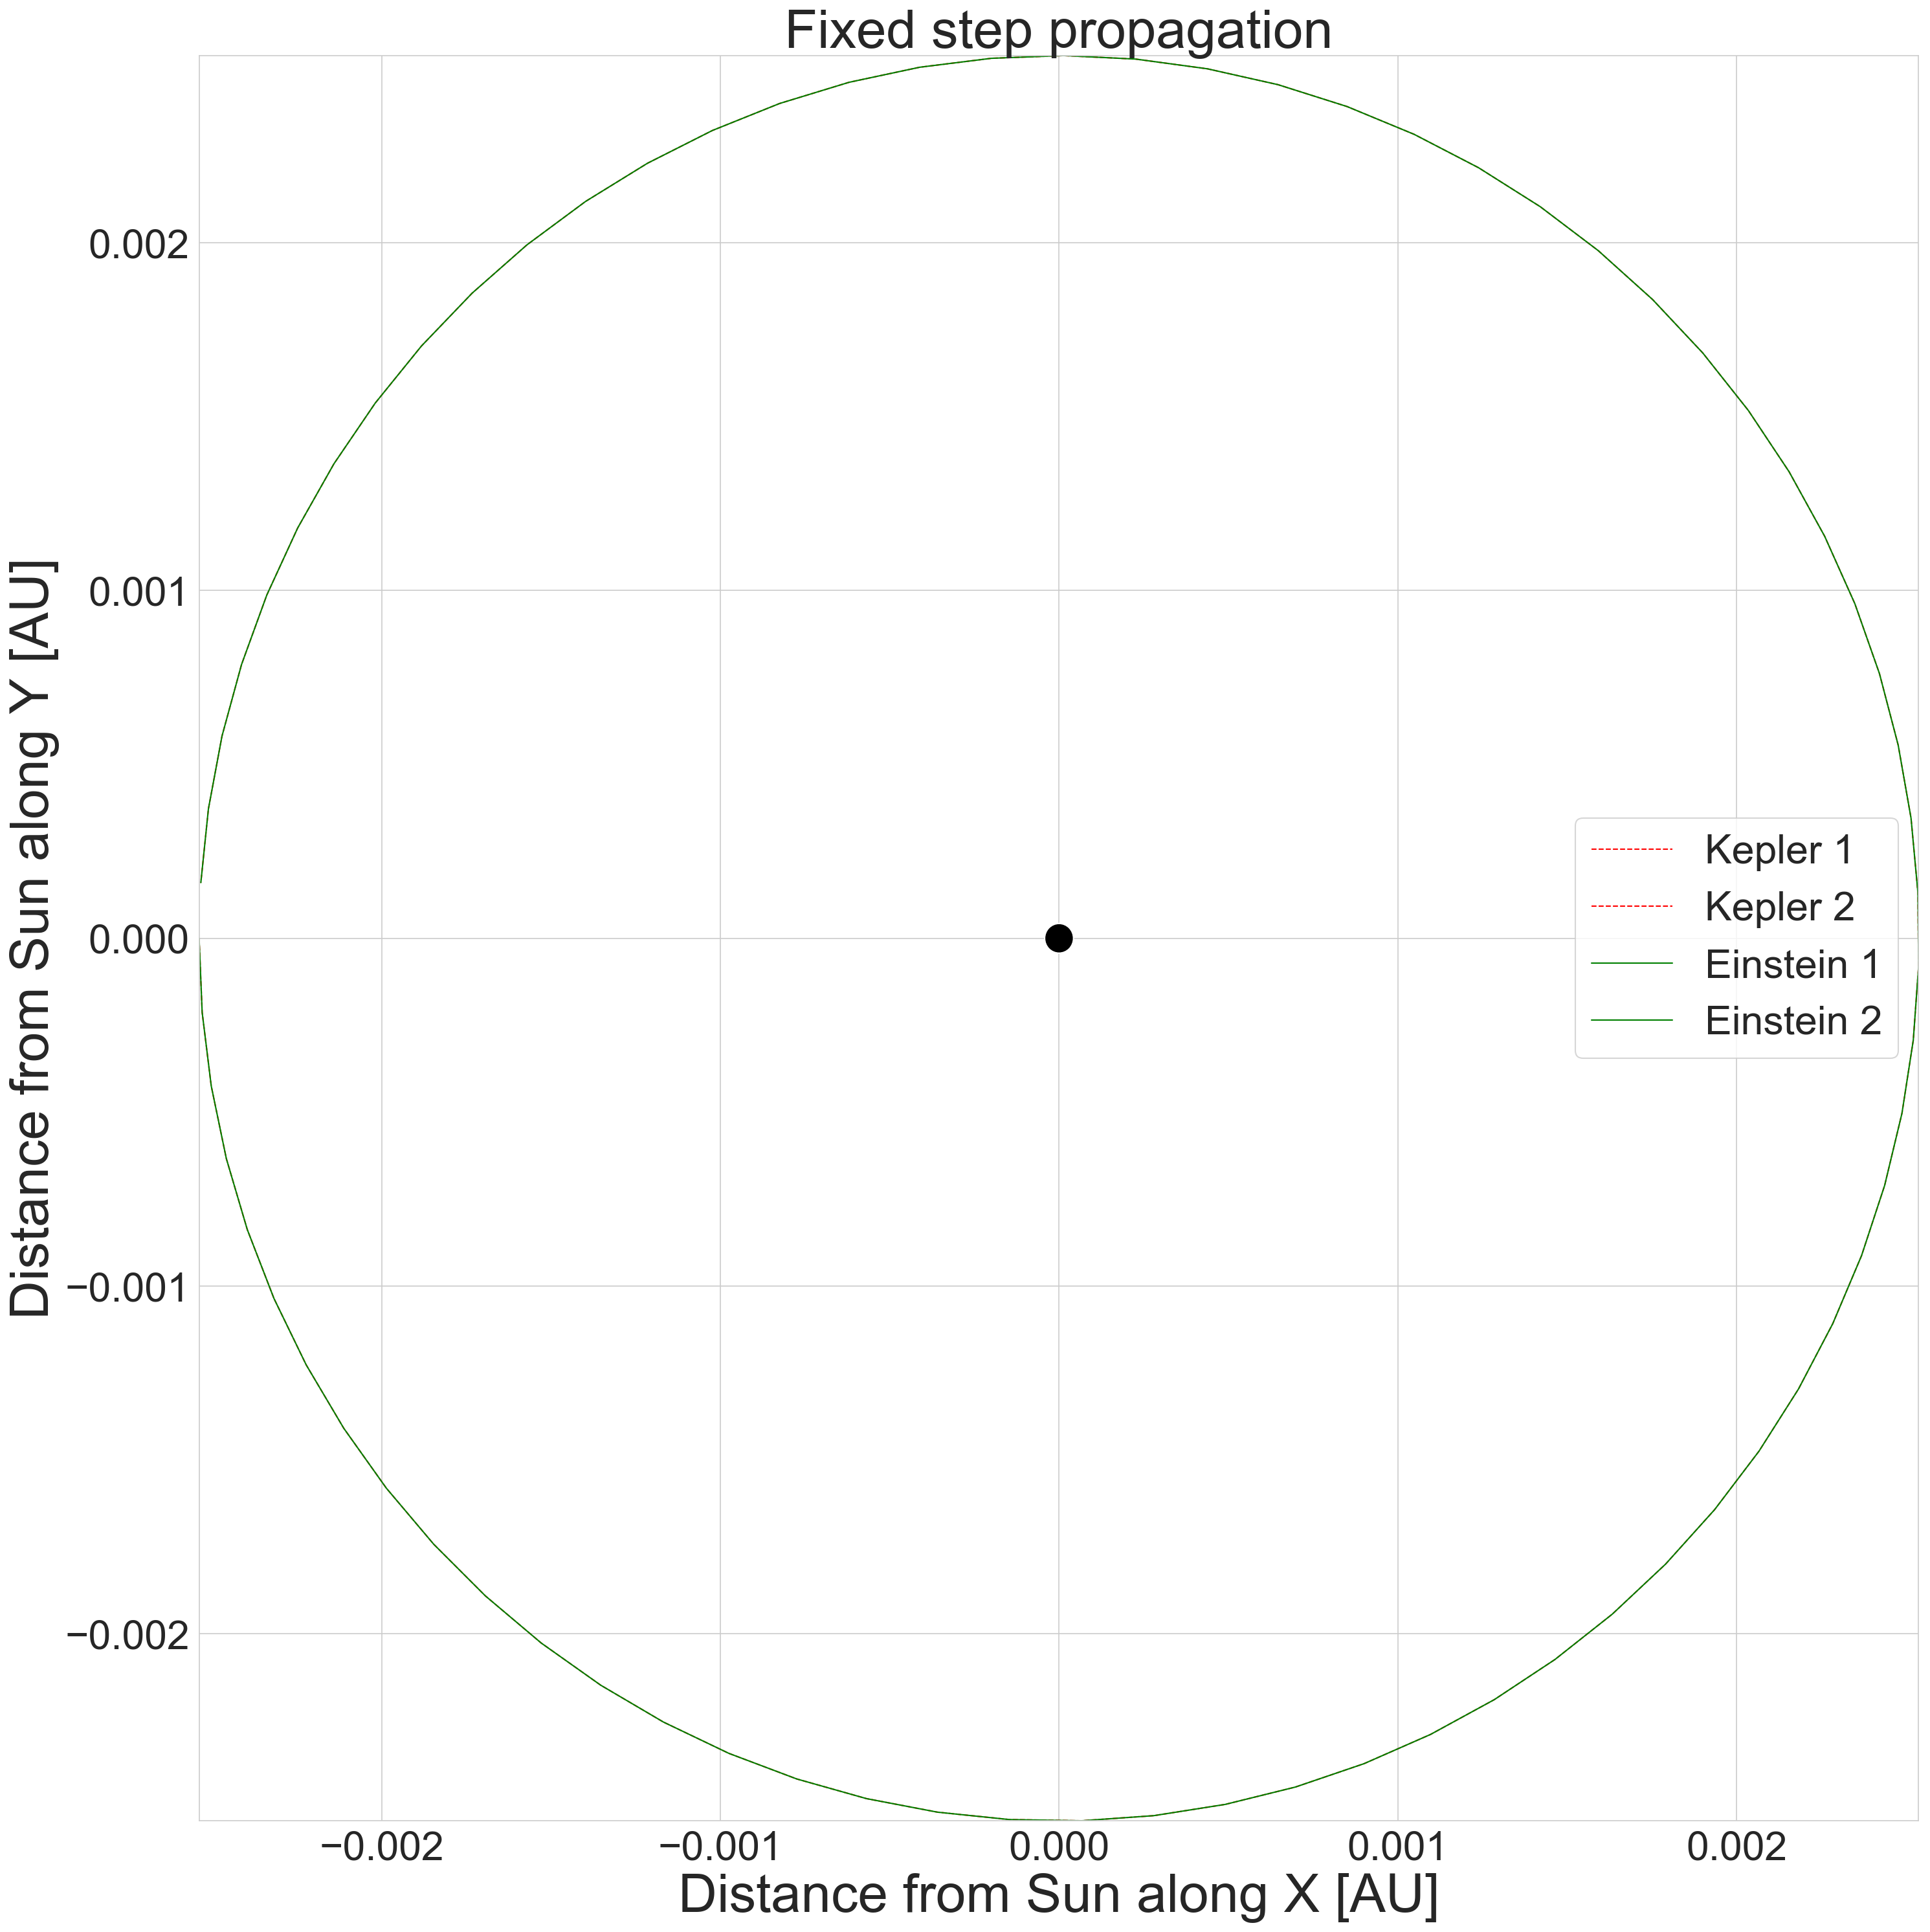 Fixed step propagation
Distance from Sun along Y [AU]
0.002
0.001
0.000
−0.001
−0.002
Kepler 1
Kepler 2
Einstein 1
Einstein 2
−0.002 −0.001 0.000 0.001 0.002
Distance from Sun along X [AU]